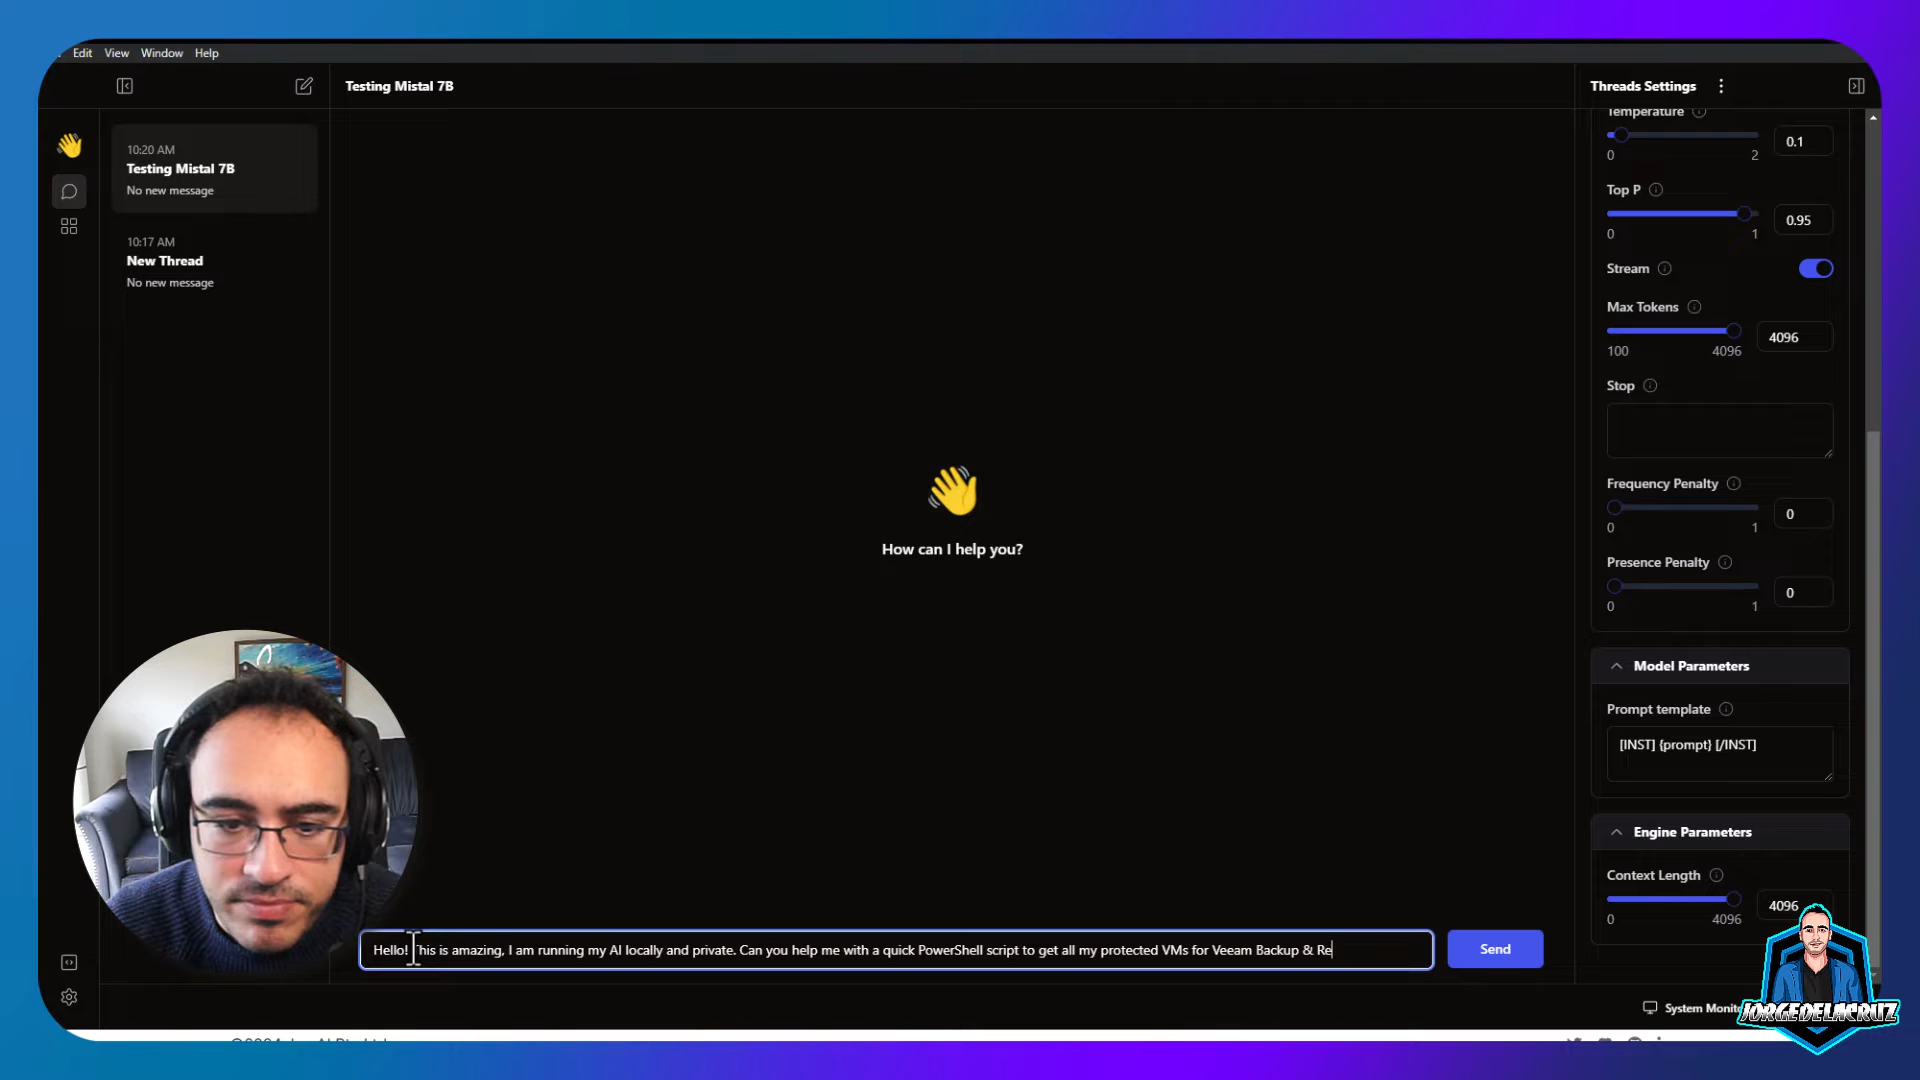 Edit View Window Help
Testing Mistal 7B
Threads Settings
10:20 AM
Testing Mistal 7B
No new message
10:17 AM
New Thread
No new message
How can I help you?
Hello! This is amazing, I am running my AI locally and private. Can you help me with a quick PowerShell script to get all my protected VMs for Veeam Backup & Re
Send
Temperature
0.1
0 2
Top P
0.95
0 1
Stream
Max Tokens
4096
100 4096
Stop
Frequency Penalty
0
0 1
Presence Penalty
0
0 1
Model Parameters
Prompt template
[INST] {prompt} [/INST]
Engine Parameters
Context Length
4096
0 4096
System Monito
JORGEDELACRUZ